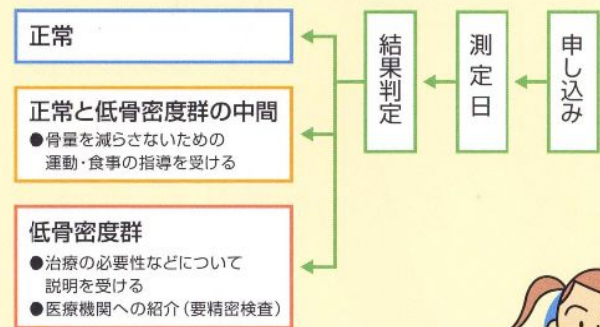 申し込み
測定日
結果判定
正常
正常と低骨密度群の中間
●骨量を減らさないための
運動・食事の指導を受ける
低骨密度群
●治療の必要性などについて
説明を受ける
●医療機関への紹介（要精密検査）